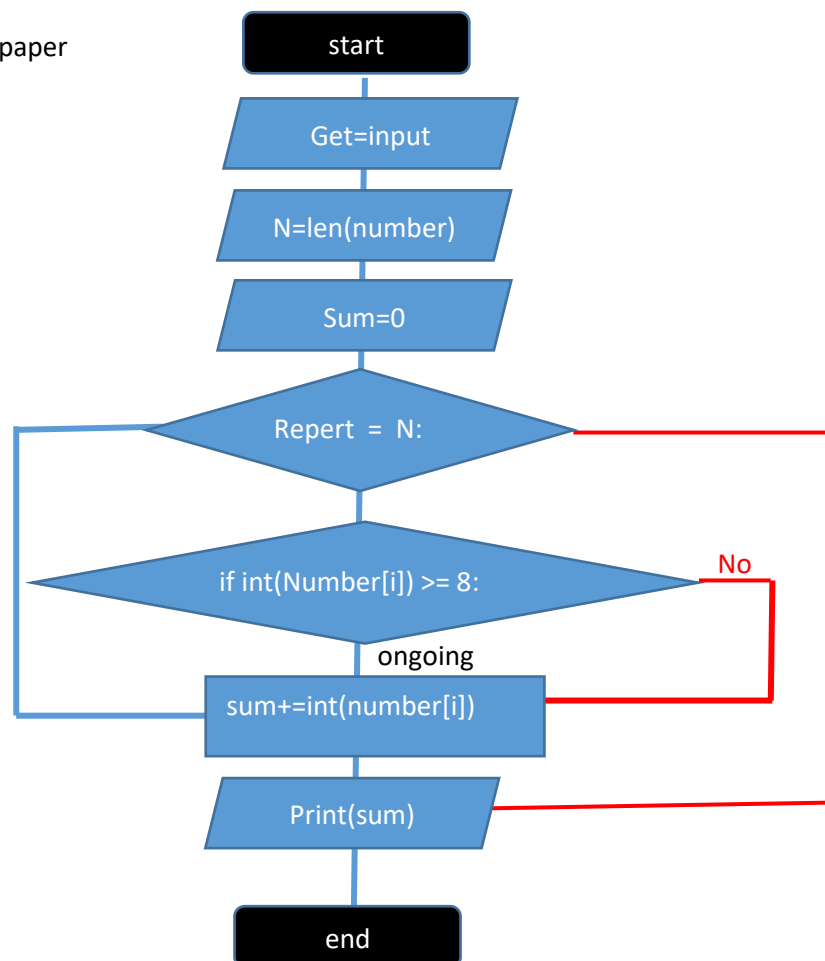 paper
start
Get=input
N=len(number)
Sum=0
Repert = N:
if int(Number[i]) >= 8:
No
ongoing
sum+=int(number[i])
Print(sum)
end